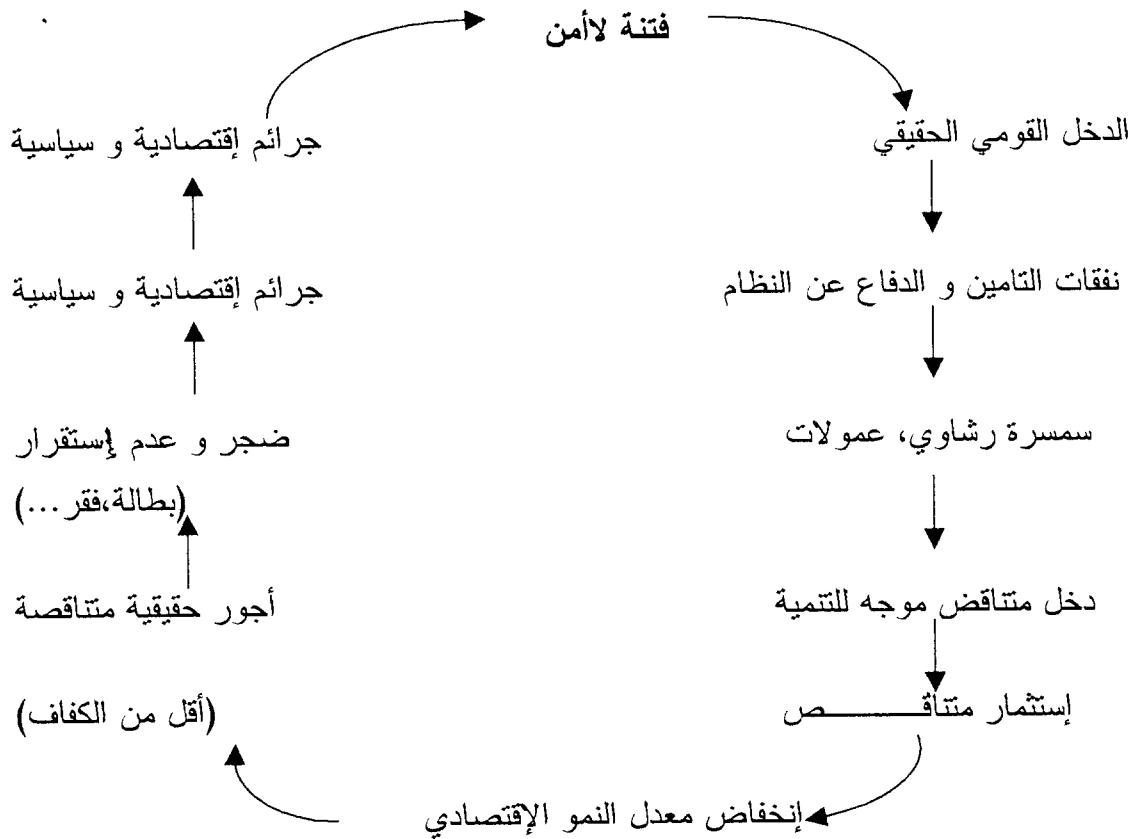 فتنة لاأمن
الدخل القومي الحقيقي
جرائم إقتصادية و سياسية
نفقات التامين و الدفاع عن النظام
جرائم إقتصادية و سياسية
سمسرة رشاوي، عمولات
ضجر و عدم إستقرار
(بطالة،فقر...)
دخل متناقض موجه للتنمية
أجور حقيقية متناقصة
إستثمار متناقـــــــص
(أقل من الكفاف)
إنخفاض معدل النمو الإقتصادي